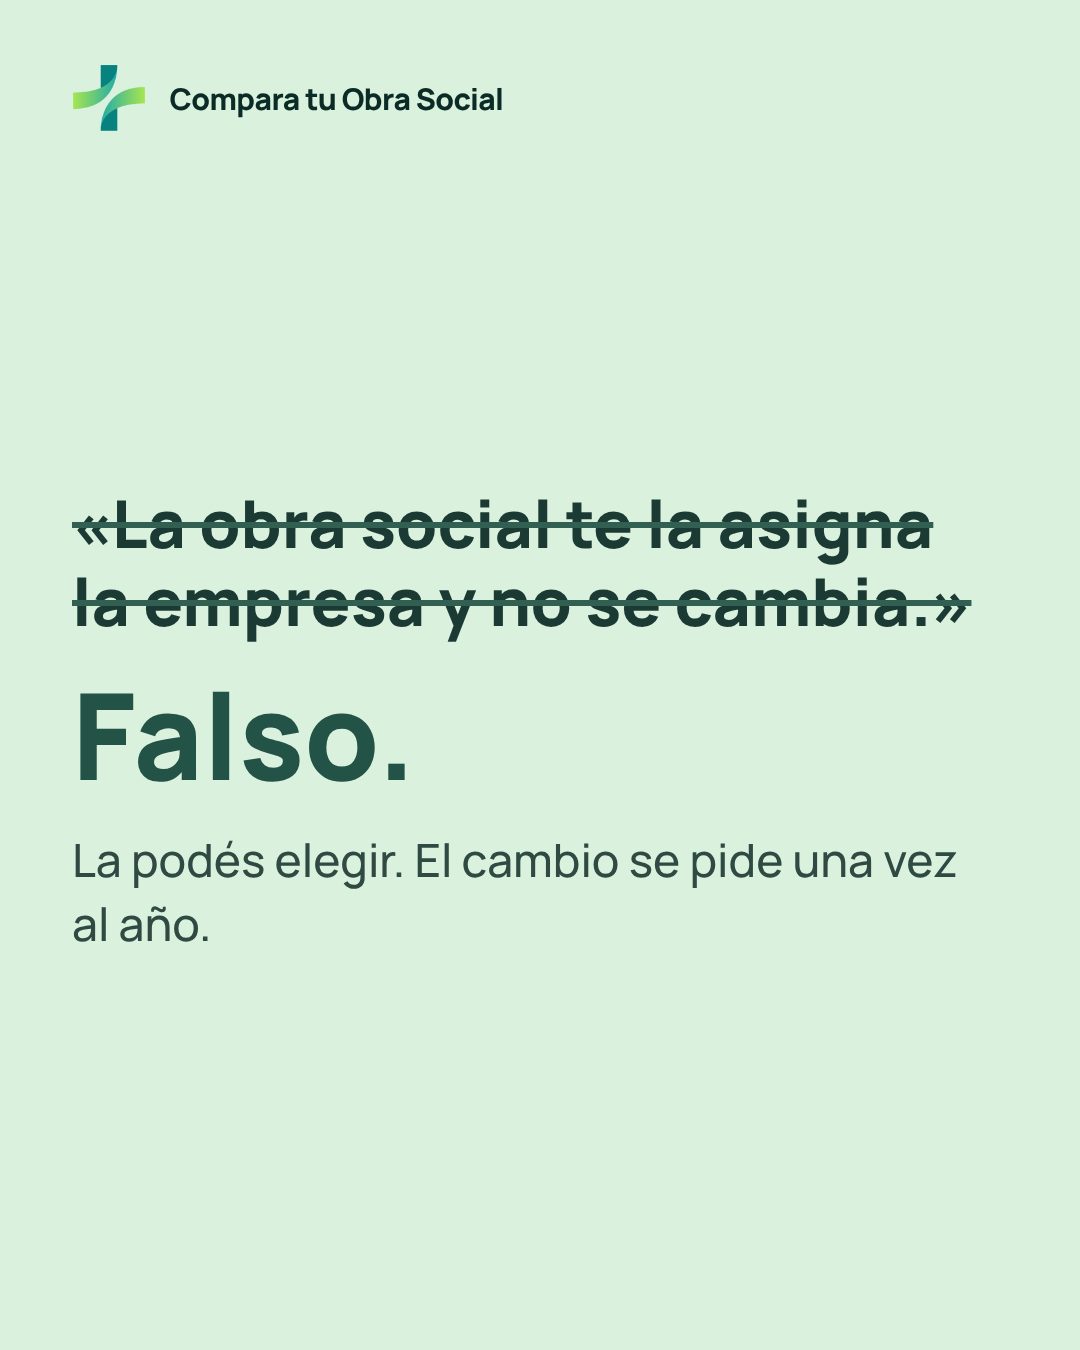 Compara tu Obra Social
«La obra social te la asigna
la empresa y no se cambia.»
Falso.
La podés elegir. El cambio se pide una vez
al año.